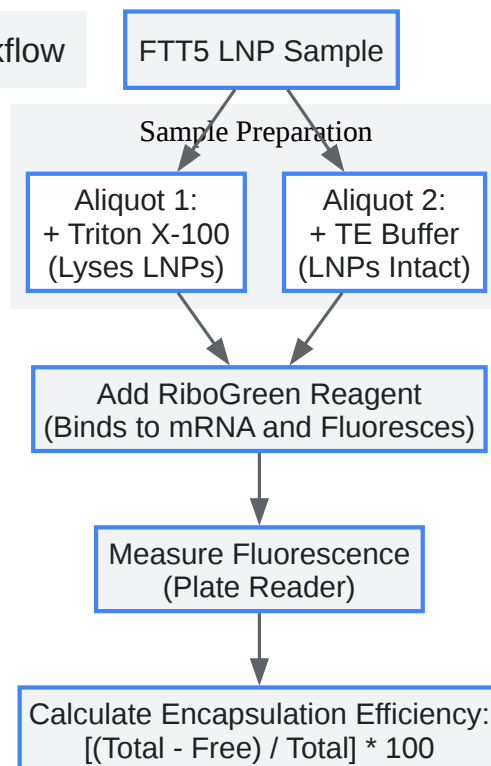 FTT5 LNP Sample
Sample Preparation
Aliquot 1:
+ Triton X-100
(Lyses LNPs)
Aliquot 2:
+ TE Buffer
(LNPs Intact)
Add RiboGreen Reagent
(Binds to mRNA and Fluoresces)
Measure Fluorescence
(Plate Reader)
Calculate Encapsulation Efficiency:
[(Total - Free) / Total] * 100